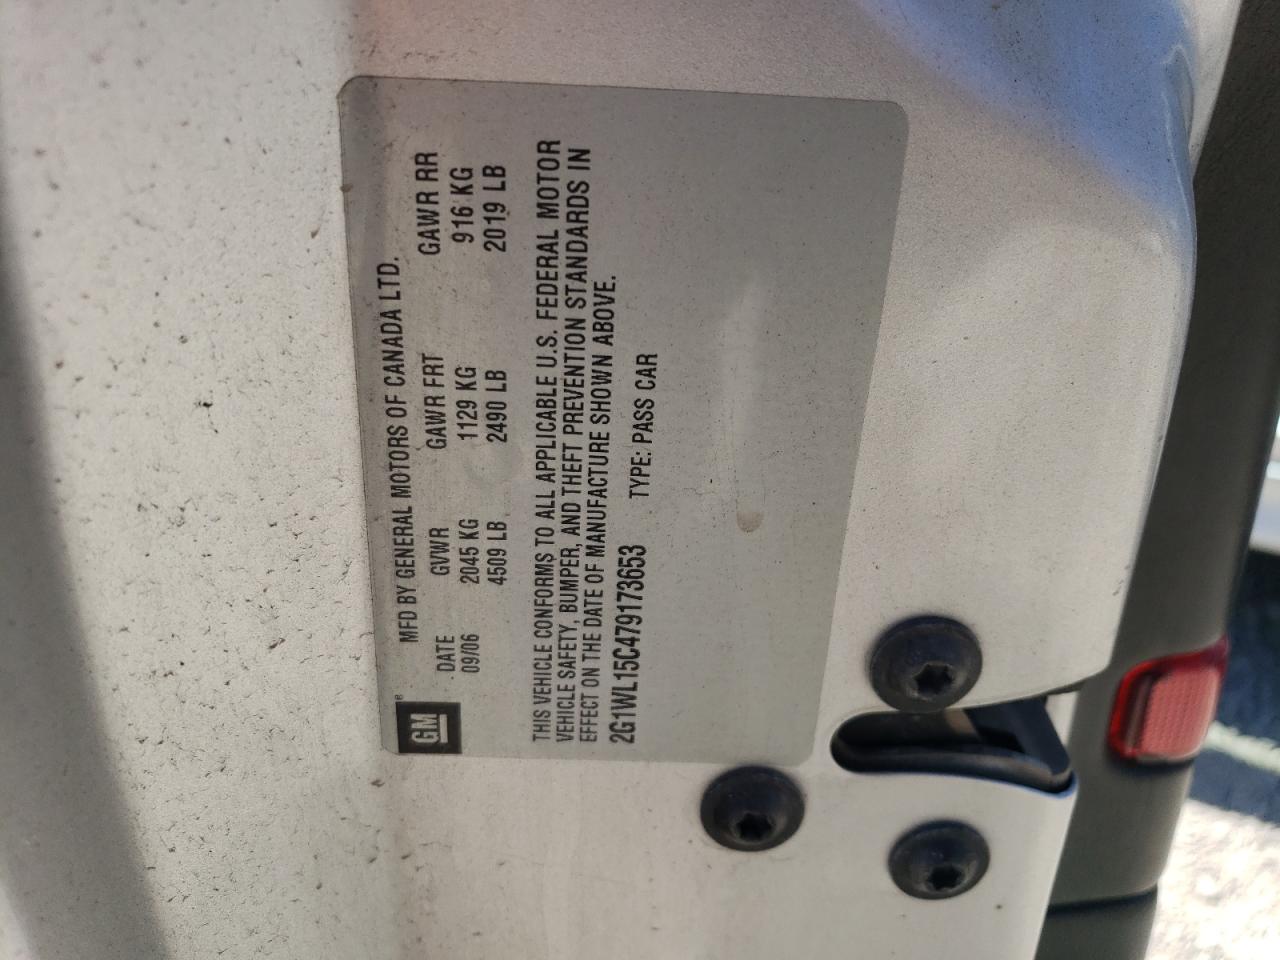 GM®
MFD BY GENERAL MOTORS OF CANADA LTD.
DATE GVWR GAWR FRT GAWR RR
09/06 2045 KG 1129 KG 916 KG
4509 LB 2490 LB 2019 LB
THIS VEHICLE CONFORMS TO ALL APPLICABLE U.S. FEDERAL MOTOR
VEHICLE SAFETY, BUMPER, AND THEFT PREVENTION STANDARDS IN
EFFECT ON THE DATE OF MANUFACTURE SHOWN ABOVE.
2G1WL15C479173653 TYPE: PASS CAR